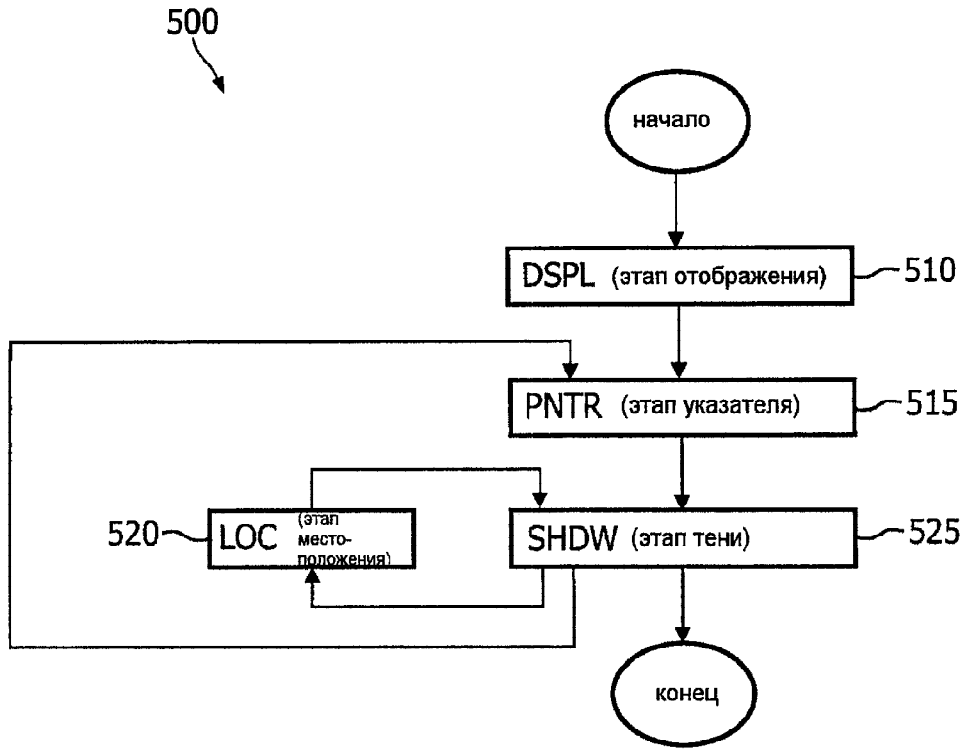 500
начало
DSPL (этап отображения)
510
PNTR (этап указателя)
515
520
LOC (этап
место-
положения)
SHDW (этап тени)
525
конец